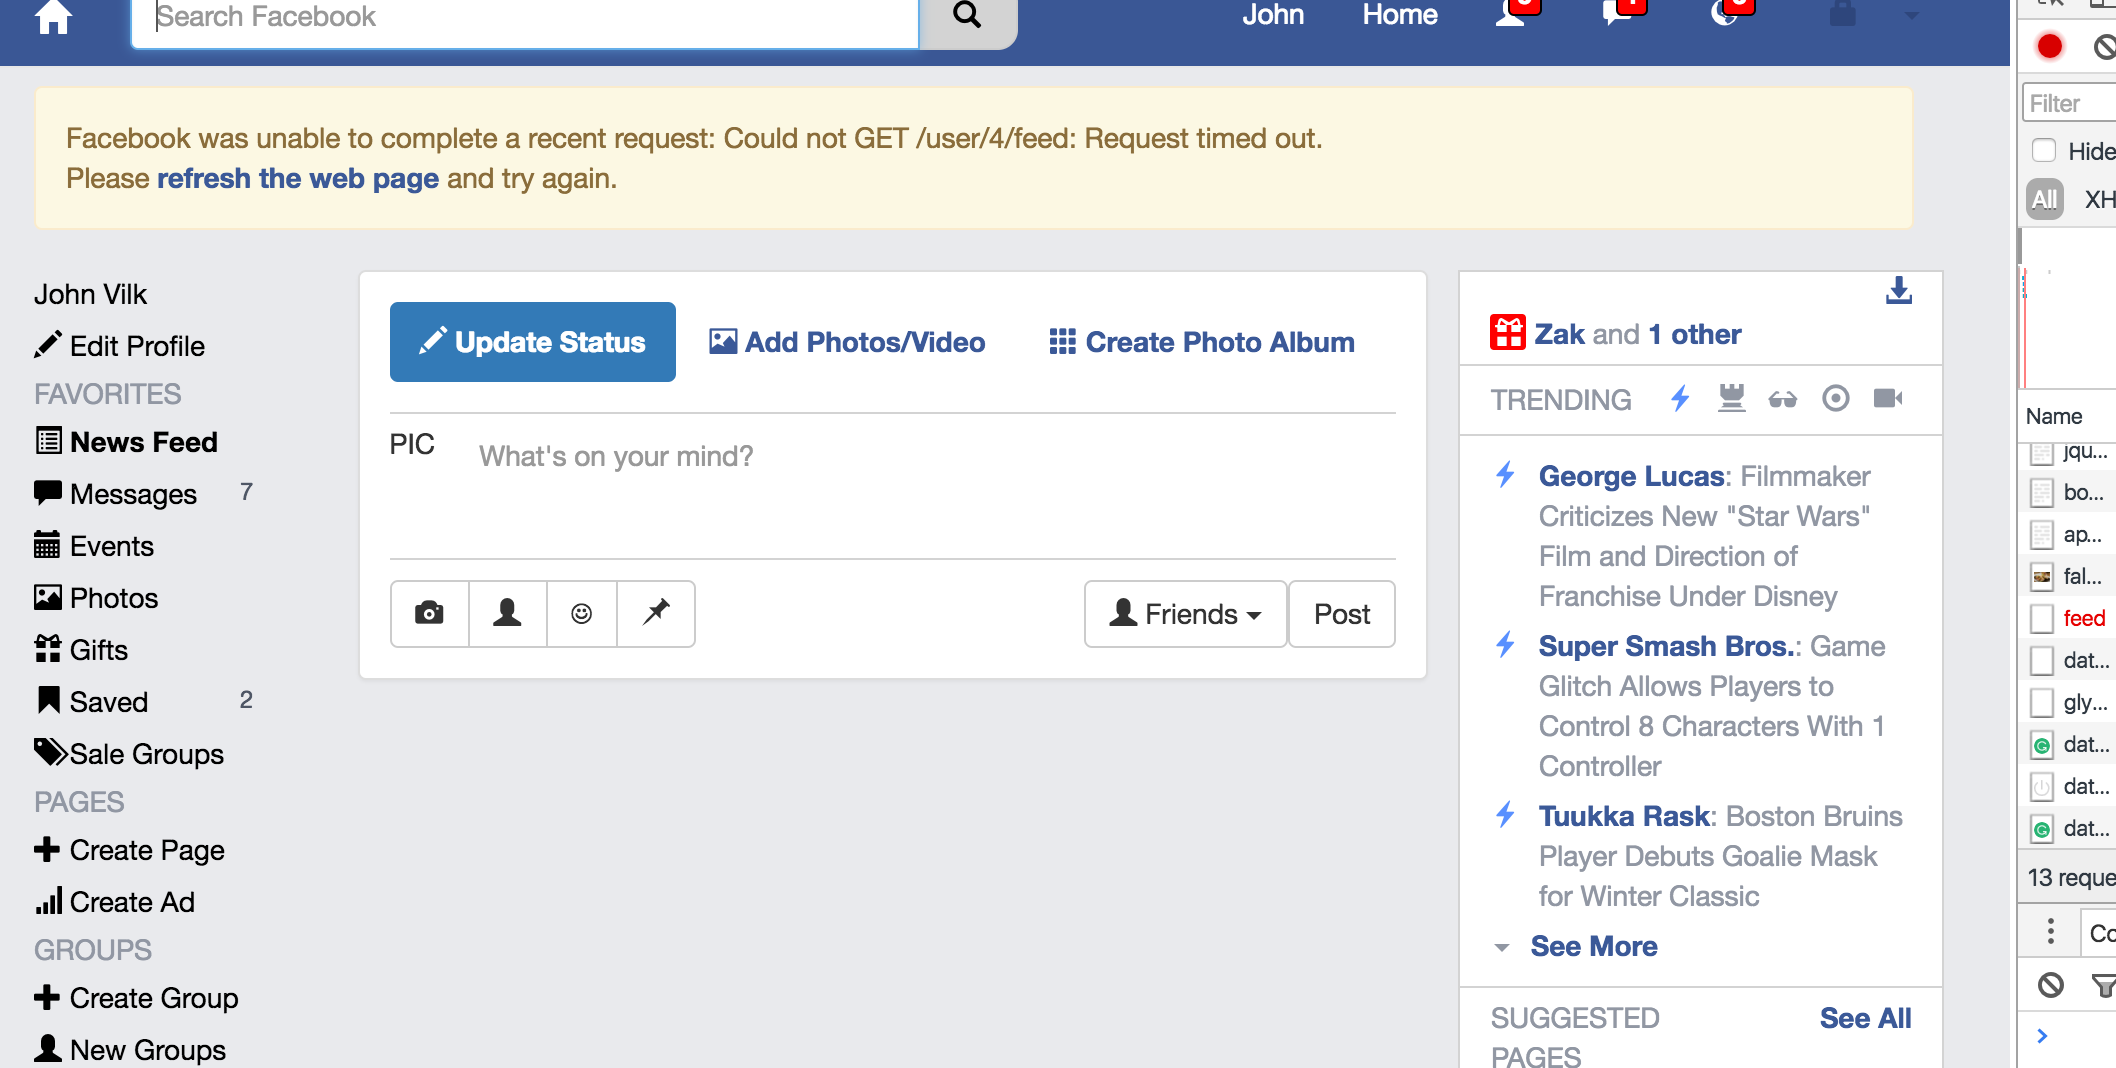 Search Facebook
John
Home
Facebook was unable to complete a recent request: Could not GET /user/4/feed: Request timed out.
Please refresh the web page and try again.
John Vilk
Edit Profile
FAVORITES
News Feed
Messages 7
Events
Photos
Gifts
Saved 2
Sale Groups
PAGES
Create Page
Create Ad
GROUPS
Create Group
New Groups
Update Status
Add Photos/Video
Create Photo Album
PIC
What's on your mind?
Friends
Post
Zak and 1 other
TRENDING
George Lucas: Filmmaker
Criticizes New "Star Wars"
Film and Direction of
Franchise Under Disney
Super Smash Bros.: Game
Glitch Allows Players to
Control 8 Characters With 1
Controller
Tuukka Rask: Boston Bruins
Player Debuts Goalie Mask
for Winter Classic
See More
SUGGESTED
PAGES
See All
Filter
Hide
All
XH
Name
jqu...
bo...
ap...
fal...
feed
dat...
gly...
dat...
dat...
dat...
13 reque
Co